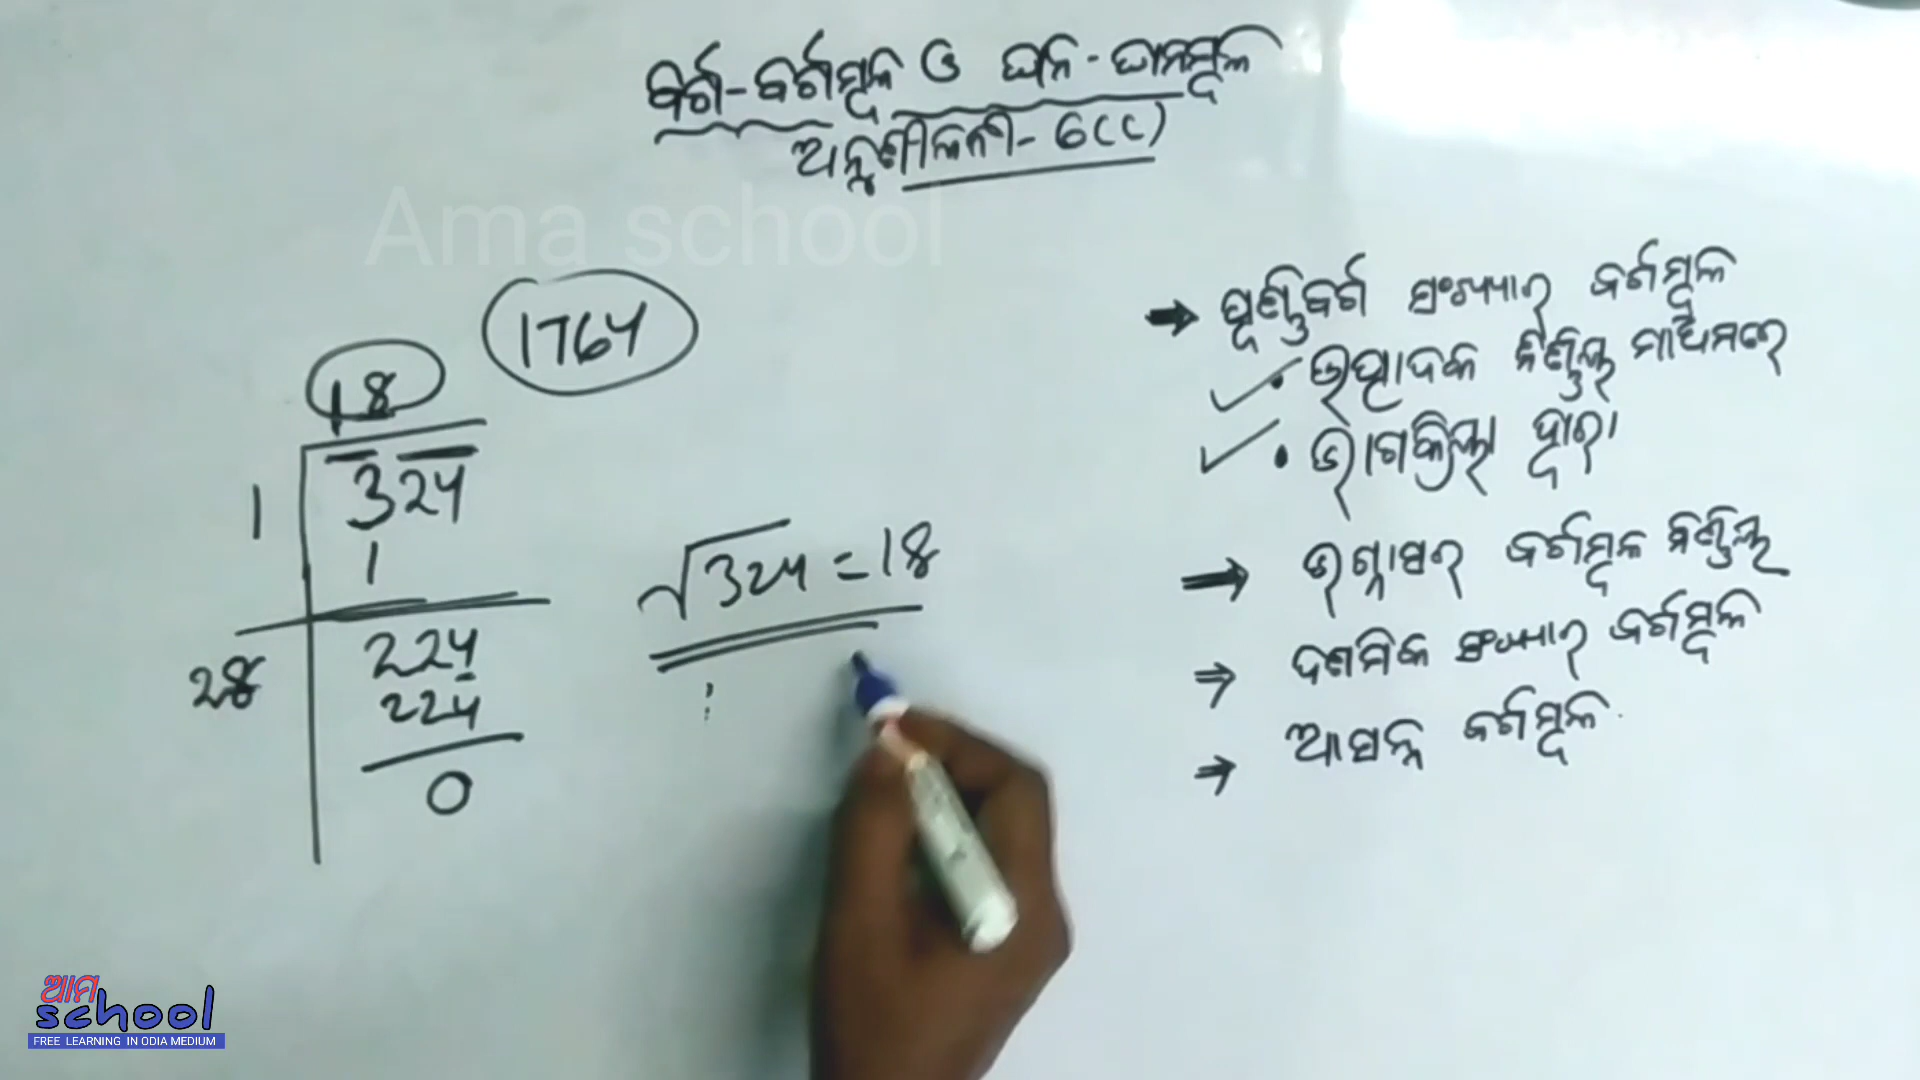 ବର୍ଗ-ବର୍ଗମୂଳ ଓ ଘନ-ଘନମୂଳ
ଅନୁଶୀଳନୀ- 6(c)
Ama school
1764
18
1
324
1
28
224
224
0
√324 = 18
→ ପୂର୍ଣ୍ଣବର୍ଗ ସଂଖ୍ୟାର ବର୍ଗମୂଳ
✓ • ଉତ୍ପାଦକ ନିର୍ଣ୍ଣୟ ମାଧ୍ୟମରେ
✓ • ଭାଗକ୍ରିୟା ଦ୍ୱାରା
⇒ ଭଗ୍ନାଂଶର ବର୍ଗମୂଳ ନିର୍ଣ୍ଣୟ
⇒ ଦଶମିକ ସଂଖ୍ୟାର ବର୍ଗମୂଳ
⇒ ଆସନ୍ନ ବର୍ଗମୂଳ
ଆମ
school
FREE LEARNING IN ODIA MEDIUM